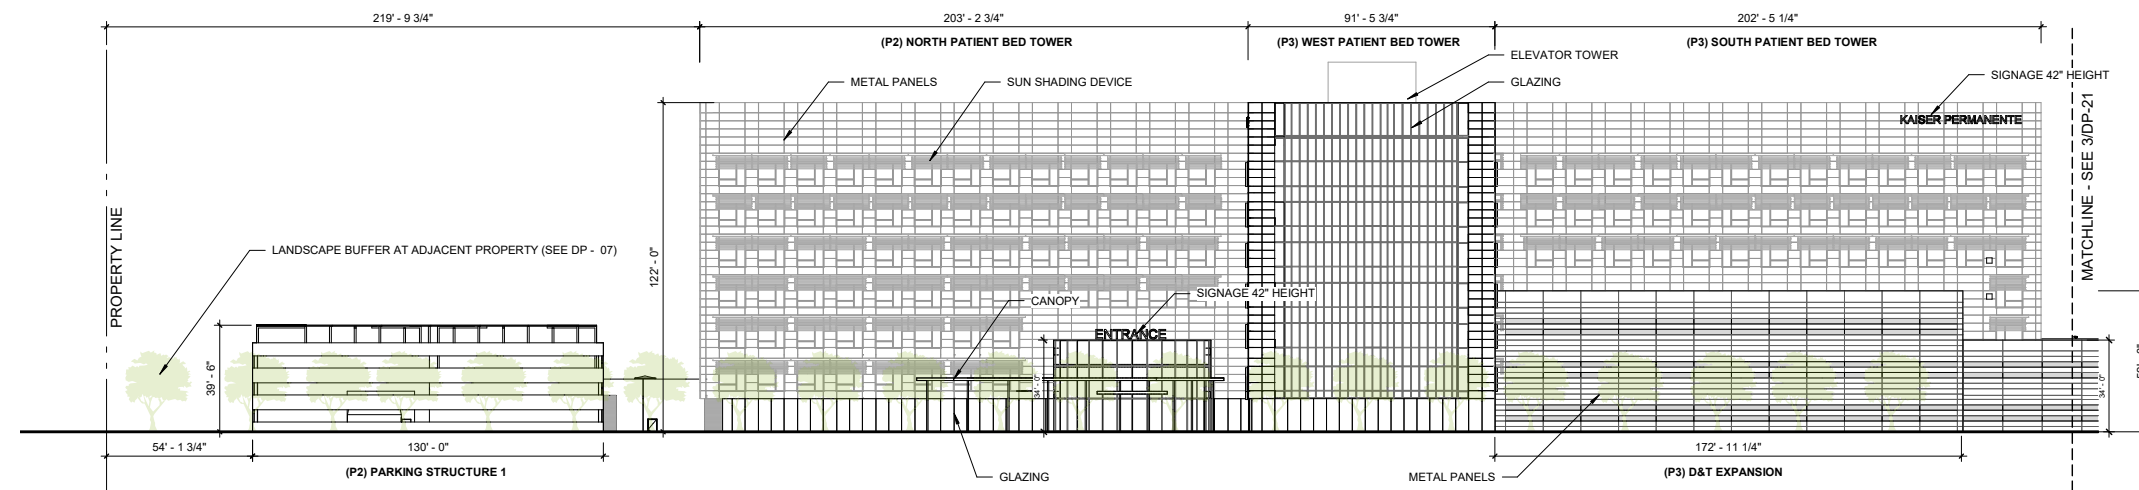 219' - 9 3/4"
203' - 2 3/4"
91' - 5 3/4"
202' - 5 1/4"
(P2) NORTH PATIENT BED TOWER
(P3) WEST PATIENT BED TOWER
(P3) SOUTH PATIENT BED TOWER
ELEVATOR TOWER
METAL PANELS
SUN SHADING DEVICE
GLAZING
SIGNAGE 42" HEIGHT
KAISER PERMANENTE
MATCHLINE - SEE 3/DP-21
PROPERTY LINE
LANDSCAPE BUFFER AT ADJACENT PROPERTY (SEE DP - 07)
122' - 0"
SIGNAGE 42" HEIGHT
CANOPY
ENTRANCE
39' - 6"
34' - 0"
34' - 0"
54' - 1 3/4"
130' - 0"
172' - 11 1/4"
(P2) PARKING STRUCTURE 1
GLAZING
METAL PANELS
(P3) D&T EXPANSION